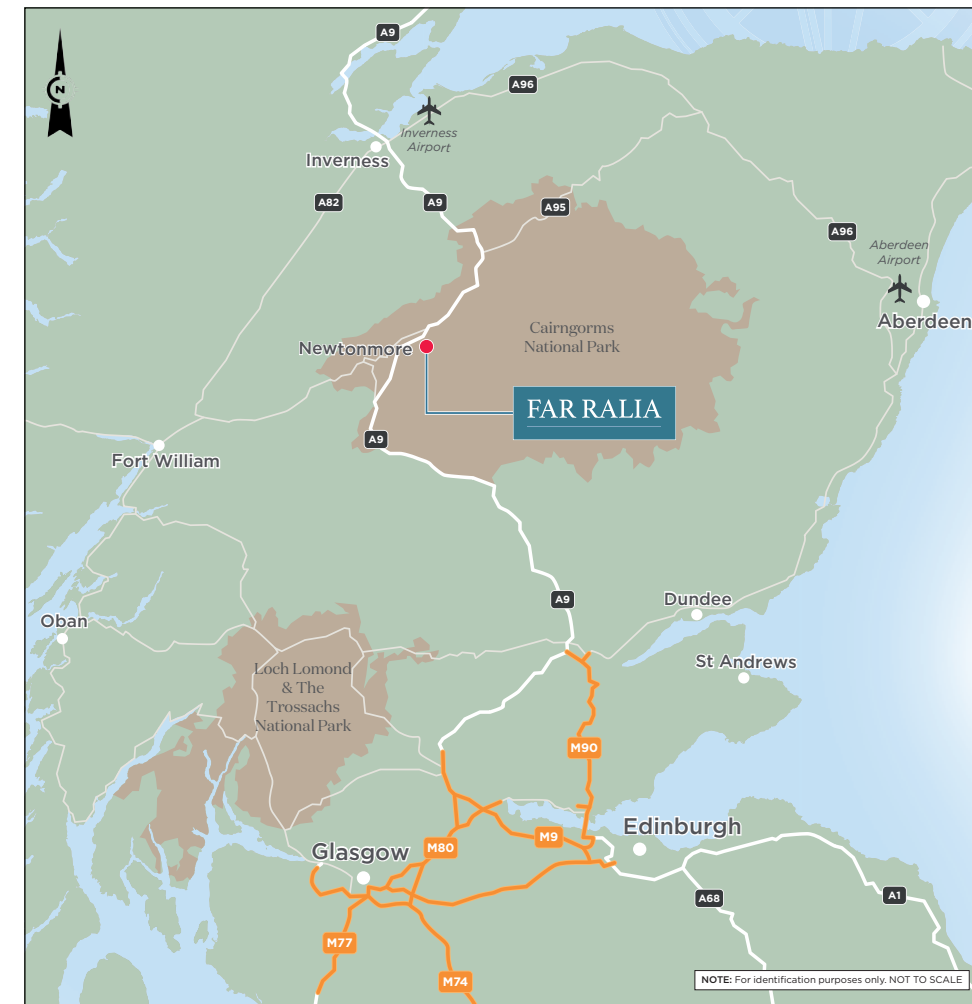 A9
N
A96
Inverness
Airport
Inverness
A82
A9
A95
A96
Aberdeen
Airport
Aberdeen
Cairngorms
National Park
Newtonmore
FAR RALIA
A9
Fort William
A9
Dundee
Oban
St Andrews
Loch Lomond
& The
Trossachs
National Park
M90
Edinburgh
M9
M80
Glasgow
A1
A68
M77
M74
NOTE: For identification purposes only. NOT TO SCALE